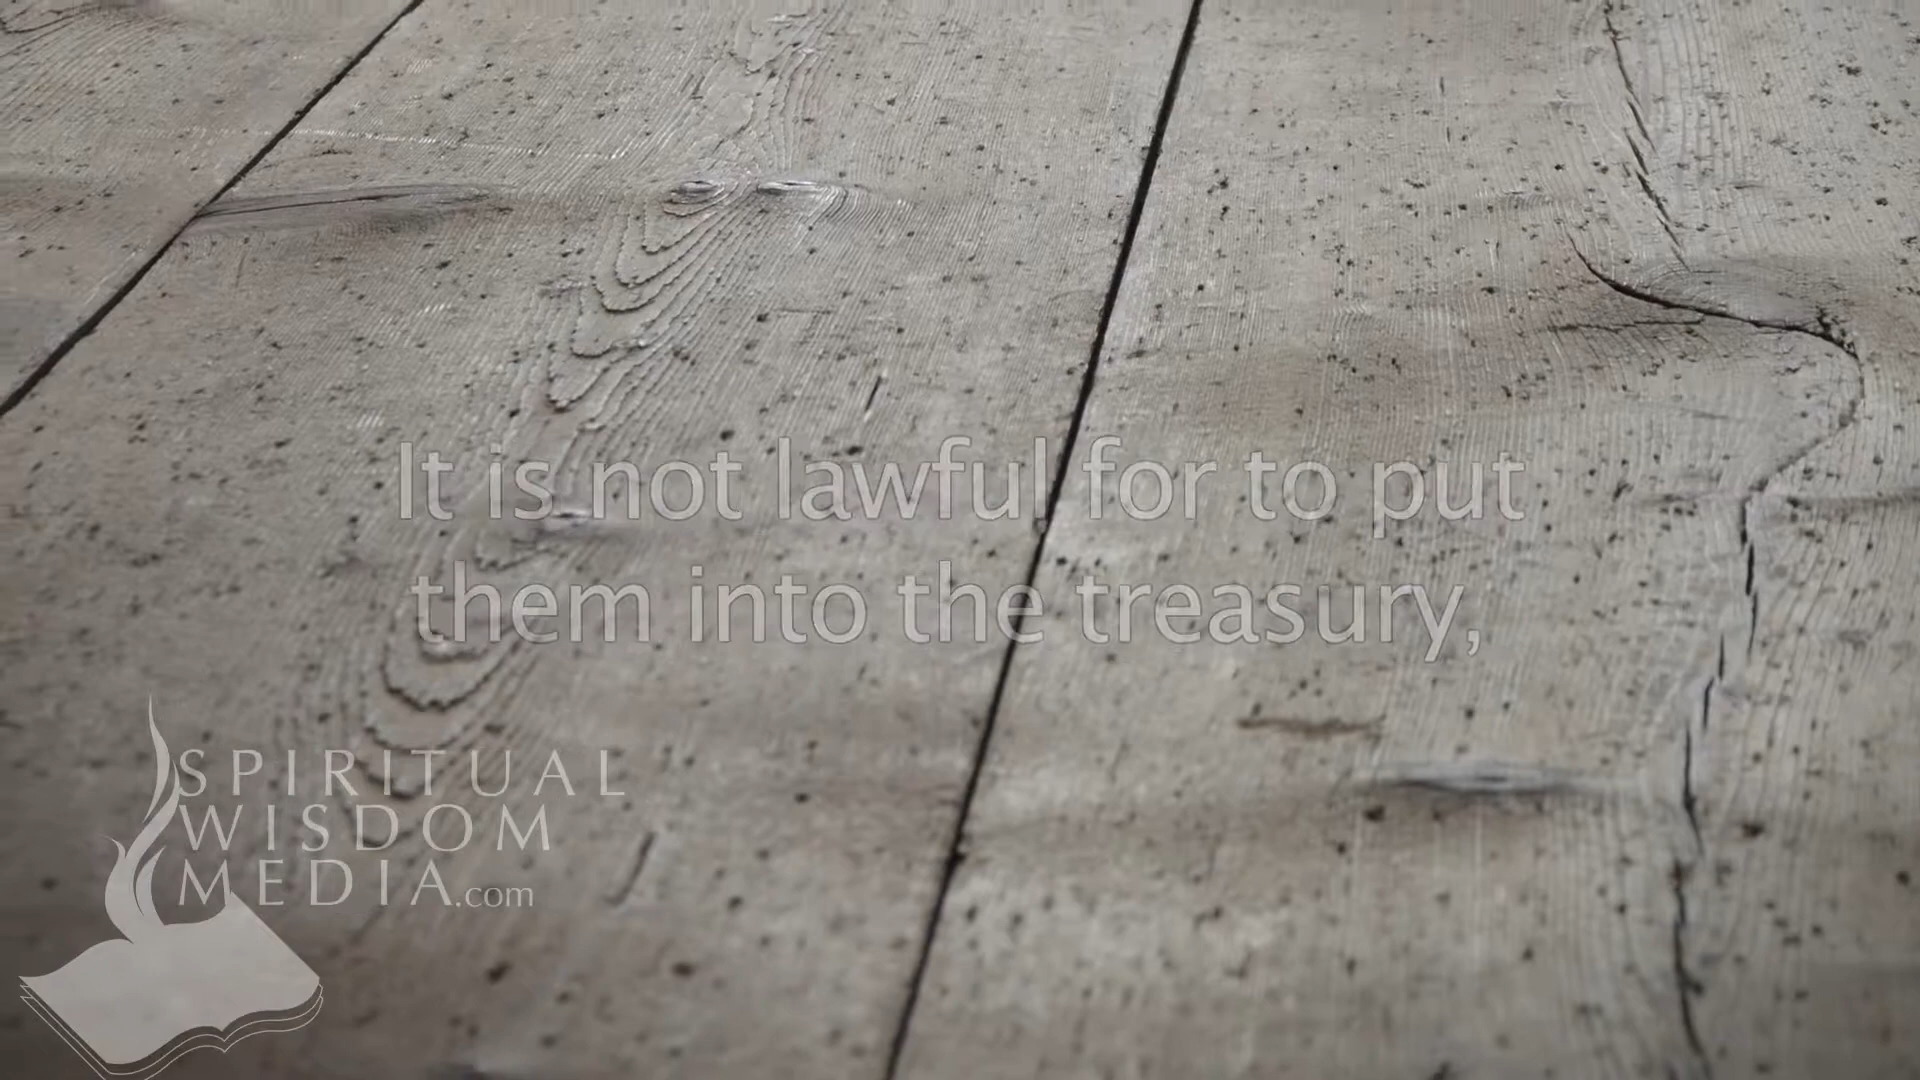 It is not lawful for to put
them into the treasury,
SPIRITUAL
WISDOM
MEDIA.com